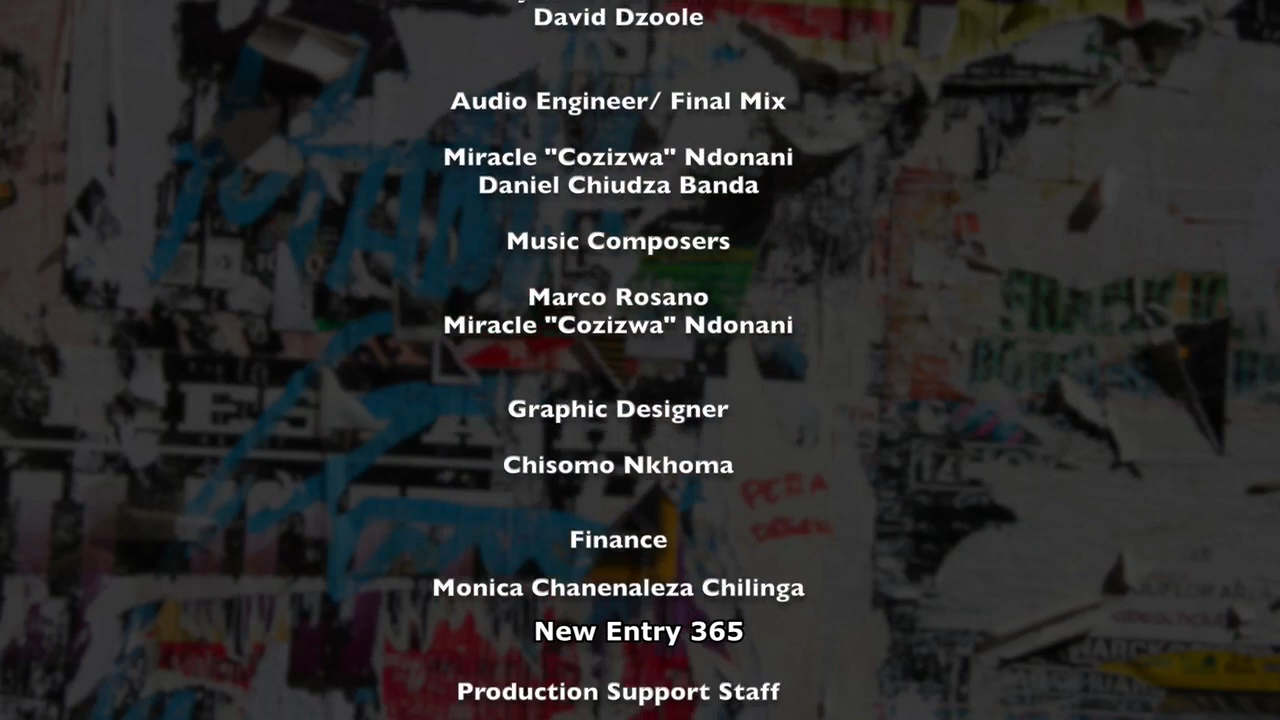 David Dzoole
Audio Engineer/ Final Mix
Miracle "Cozizwa" Ndonani
Daniel Chiudza Banda
Music Composers
Marco Rosano
Miracle "Cozizwa" Ndonani
Graphic Designer
Chisomo Nkhoma
Finance
Monica Chanenaleza Chilinga
New Entry 365
Production Support Staff